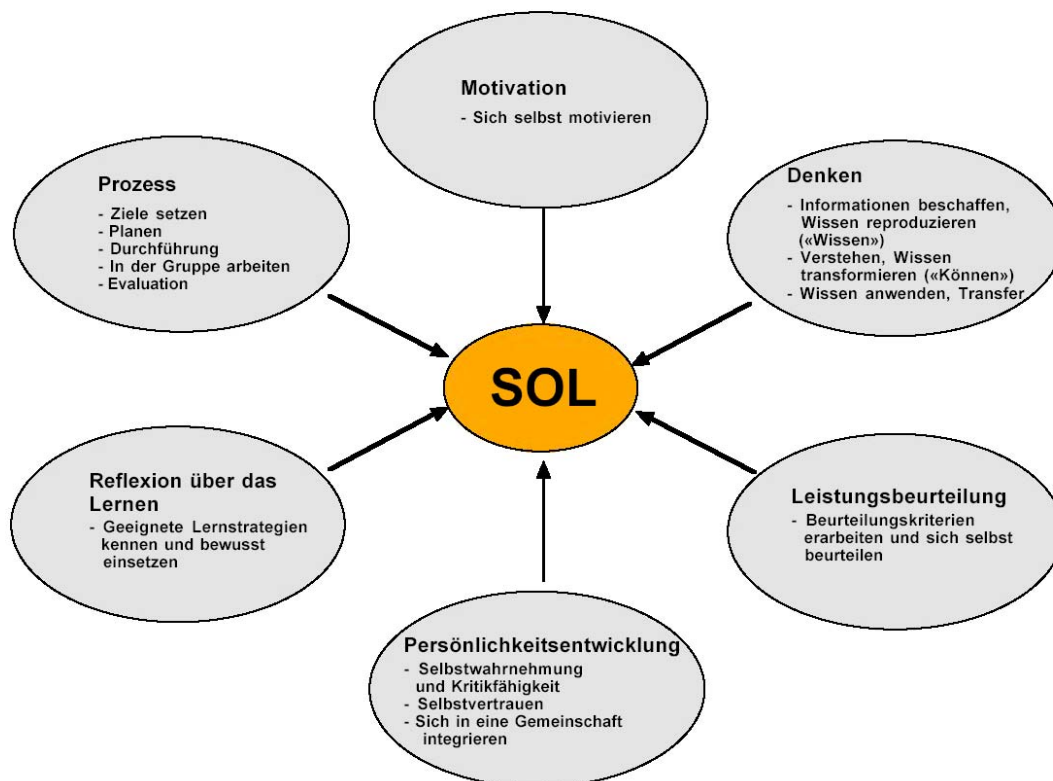 Motivation
- Sich selbst motivieren
Prozess
- Ziele setzen
- Planen
- Durchführung
- In der Gruppe arbeiten
- Evaluation
Denken
- Informationen beschaffen,
Wissen reproduzieren
(«Wissen»)
- Verstehen, Wissen
transformieren («Können»)
- Wissen anwenden, Transfer
SOL
Reflexion über das
Lernen
- Geeignete Lernstrategien
kennen und bewusst
einsetzen
Leistungsbeurteilung
- Beurteilungskriterien
erarbeiten und sich selbst
beurteilen
Persönlichkeitsentwicklung
- Selbstwahrnehmung
und Kritikfähigkeit
- Selbstvertrauen
- Sich in eine Gemeinschaft
integrieren